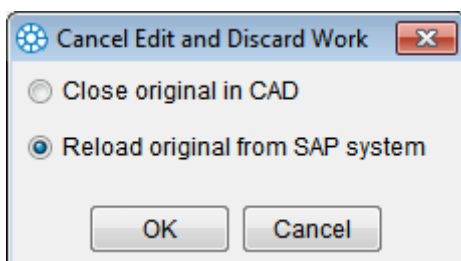 Cancel Edit and Discard Work
Close original in CAD
Reload original from SAP system
OK Cancel